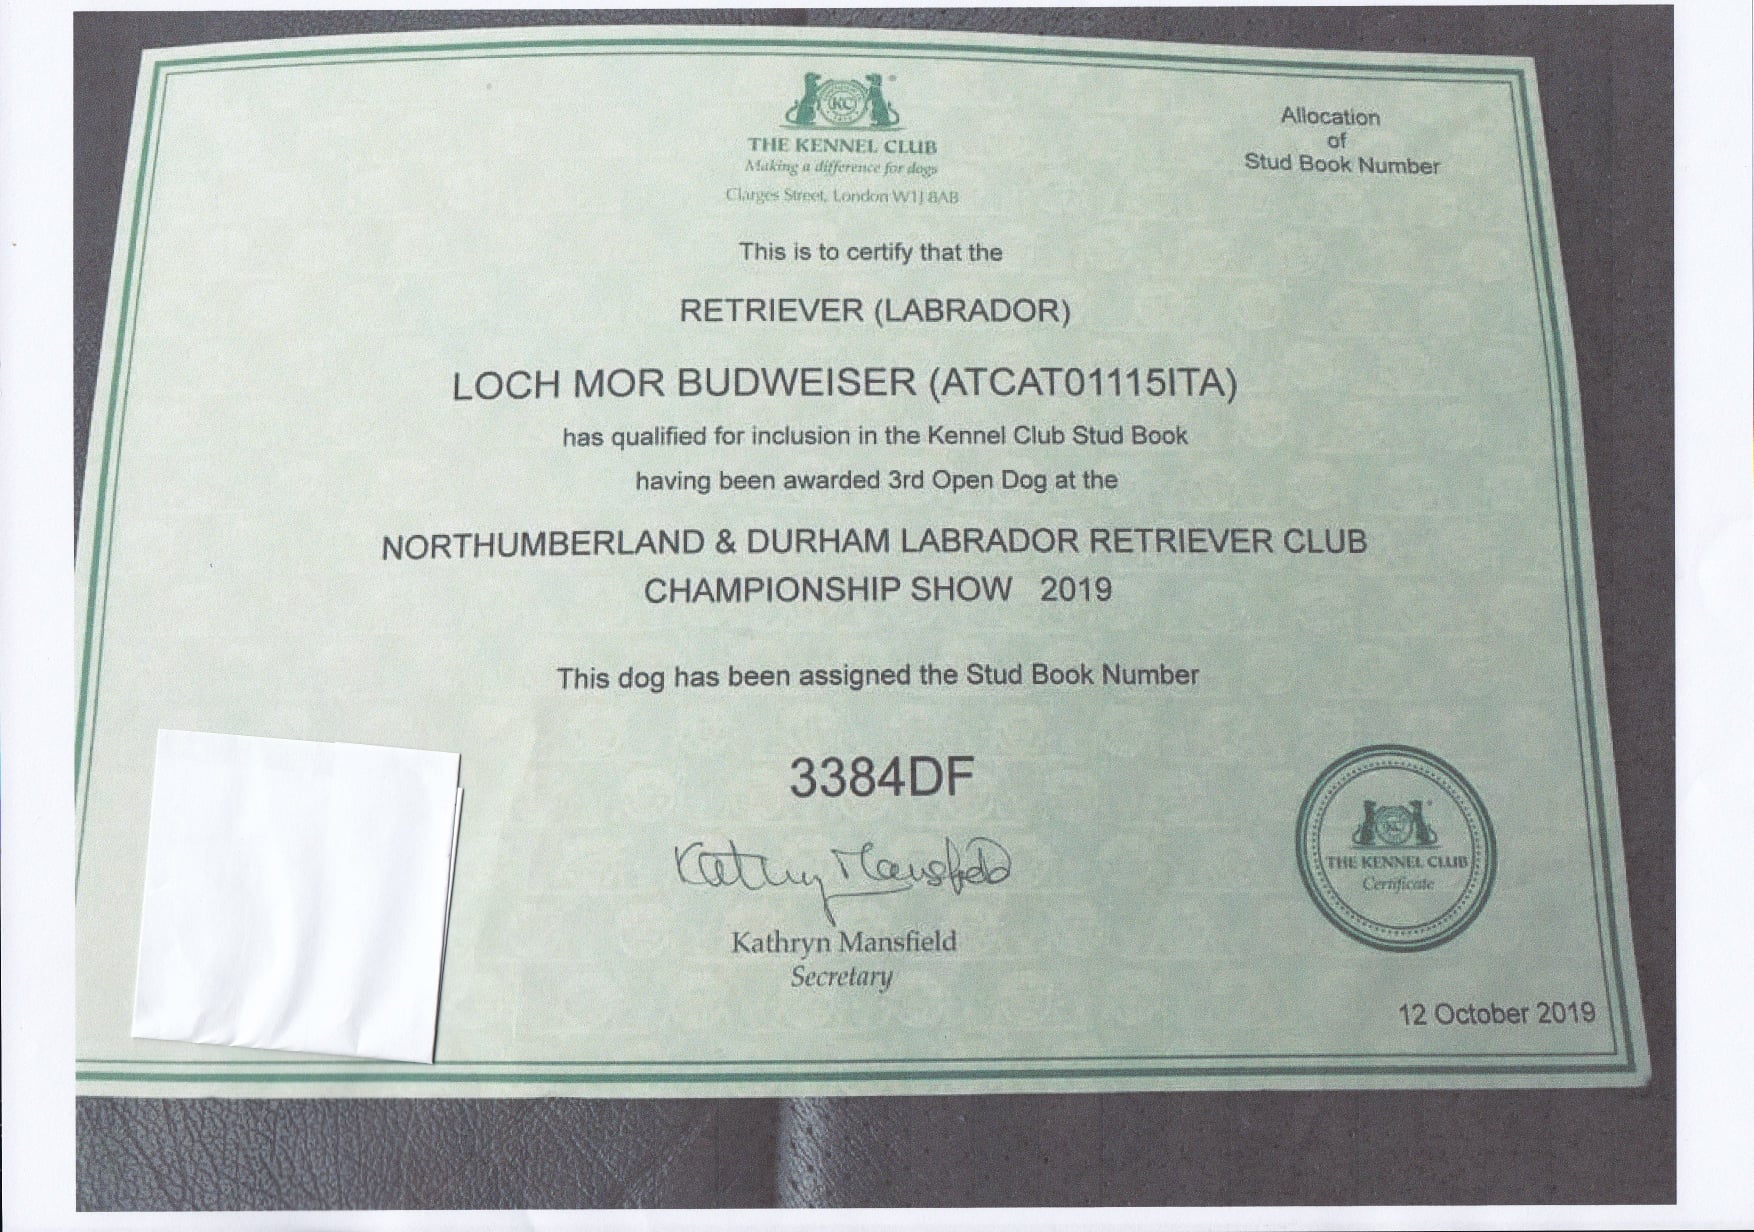 KC
THE KENNEL CLUB
Making a difference for dogs
Clarges Street, London W1J 8AB
Allocation
of
Stud Book Number
This is to certify that the
RETRIEVER (LABRADOR)
LOCH MOR BUDWEISER (ATCAT01115ITA)
has qualified for inclusion in the Kennel Club Stud Book
having been awarded 3rd Open Dog at the
NORTHUMBERLAND & DURHAM LABRADOR RETRIEVER CLUB
CHAMPIONSHIP SHOW 2019
This dog has been assigned the Stud Book Number
3384DF
Kathryn Mansfield
Kathryn Mansfield
Secretary
KC
THE KENNEL CLUB
Certificate
12 October 2019